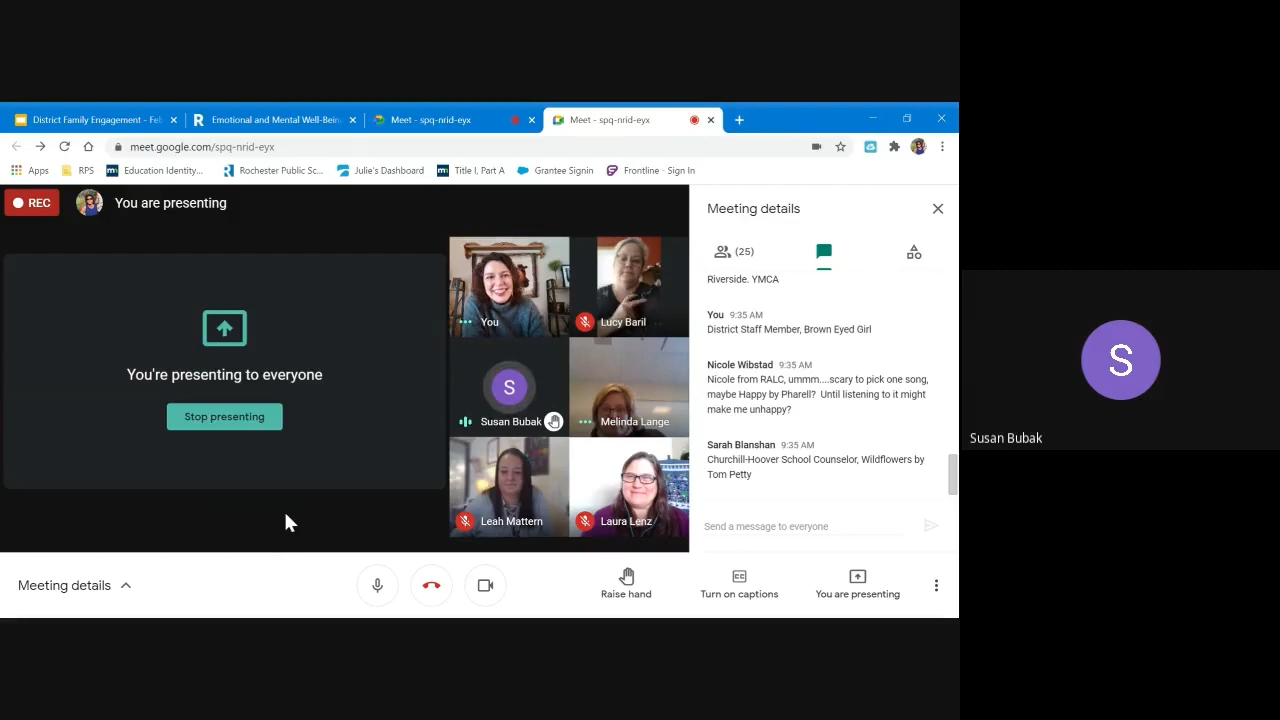 District Family Engagement - Feb
Emotional and Mental Well-Bein
Meet - spq-nrid-eyx
Meet - spq-nrid-eyx
meet.google.com/spq-nrid-eyx
Apps
RPS
Education Identity...
Rochester Public Sc...
Julie's Dashboard
Title I, Part A
Grantee Signin
Frontline - Sign In
REC
You are presenting
You're presenting to everyone
Stop presenting
You
Lucy Baril
S
Susan Bubak
Melinda Lange
Leah Mattern
Laura Lenz
Meeting details
(25)
Riverside. YMCA
You 9:35 AM
District Staff Member, Brown Eyed Girl
Nicole Wibstad 9:35 AM
Nicole from RALC, ummm....scary to pick one song,
maybe Happy by Pharell? Until listening to it might
make me unhappy?
Sarah Blanshan 9:35 AM
Churchill-Hoover School Counselor, Wildflowers by
Tom Petty
Send a message to everyone
Meeting details
Raise hand
Turn on captions
You are presenting
S
Susan Bubak